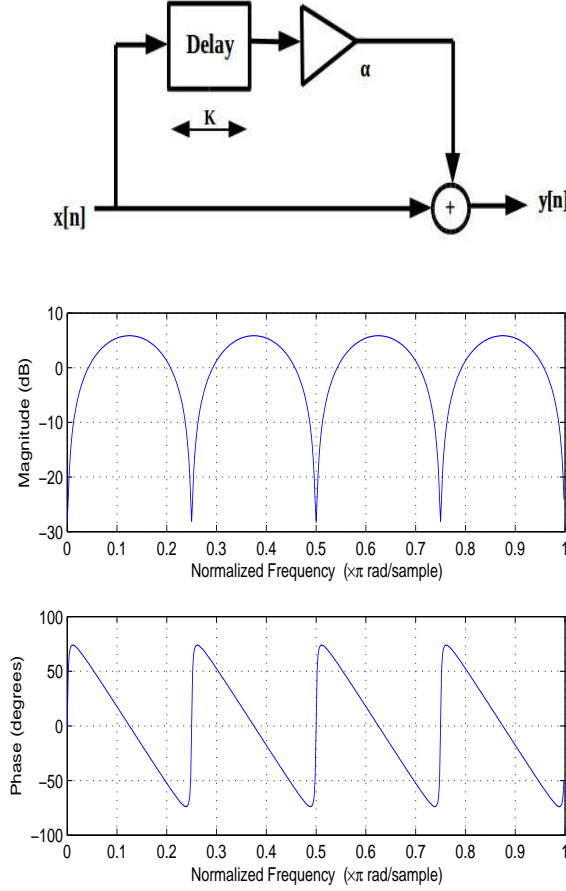 Delay
α
K
x[n]
+
y[n]
10
0
−10
−20
−30
Magnitude (dB)
0 0.1 0.2 0.3 0.4 0.5 0.6 0.7 0.8 0.9 1
Normalized Frequency (×π rad/sample)
100
50
0
−50
−100
Phase (degrees)
0 0.1 0.2 0.3 0.4 0.5 0.6 0.7 0.8 0.9 1
Normalized Frequency (×π rad/sample)